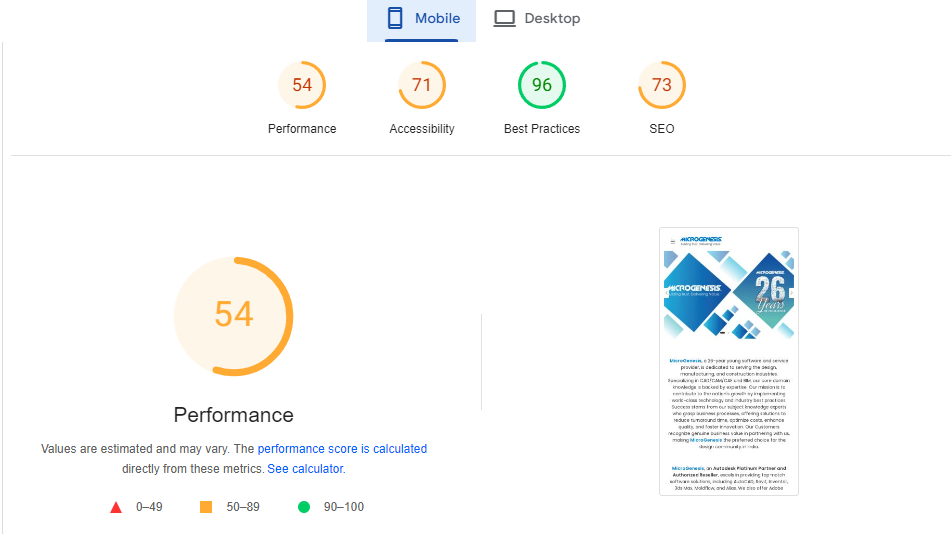 Mobile
Desktop
54
71
96
73
Performance
Accessibility
Best Practices
SEO
54
Performance
Values are estimated and may vary. The performance score is calculated
directly from these metrics. See calculator.
0–49
50–89
90–100
MICROGENESIS
MICROGENESIS
MICROGENESIS
26
Years
MicroGenesis, a 26-year young software and service
provider, is dedicated to serving the design,
manufacturing, and construction industries.
Specializing in CAD/CAM/CAE and BIM, our core domain
knowledge is backed by expertise. Our mission is to
contribute to the nation's growth by implementing
world-class technology and industry best practices.
Success stems from our subject knowledge experts
who grasp business processes, offering solutions to
reduce turnaround time, optimize costs, enhance
quality, and foster innovation. Our Customers
recognize genuine business value in partnering with us,
making MicroGenesis the preferred choice for the
design community in India.
MicroGenesis, an Autodesk Platinum Partner and
Authorized Reseller, excels in providing top match
software solutions, including AutoCAD, Revit, Inventor,
3ds Max, Moldflow, and Alias. We also offer Adobe